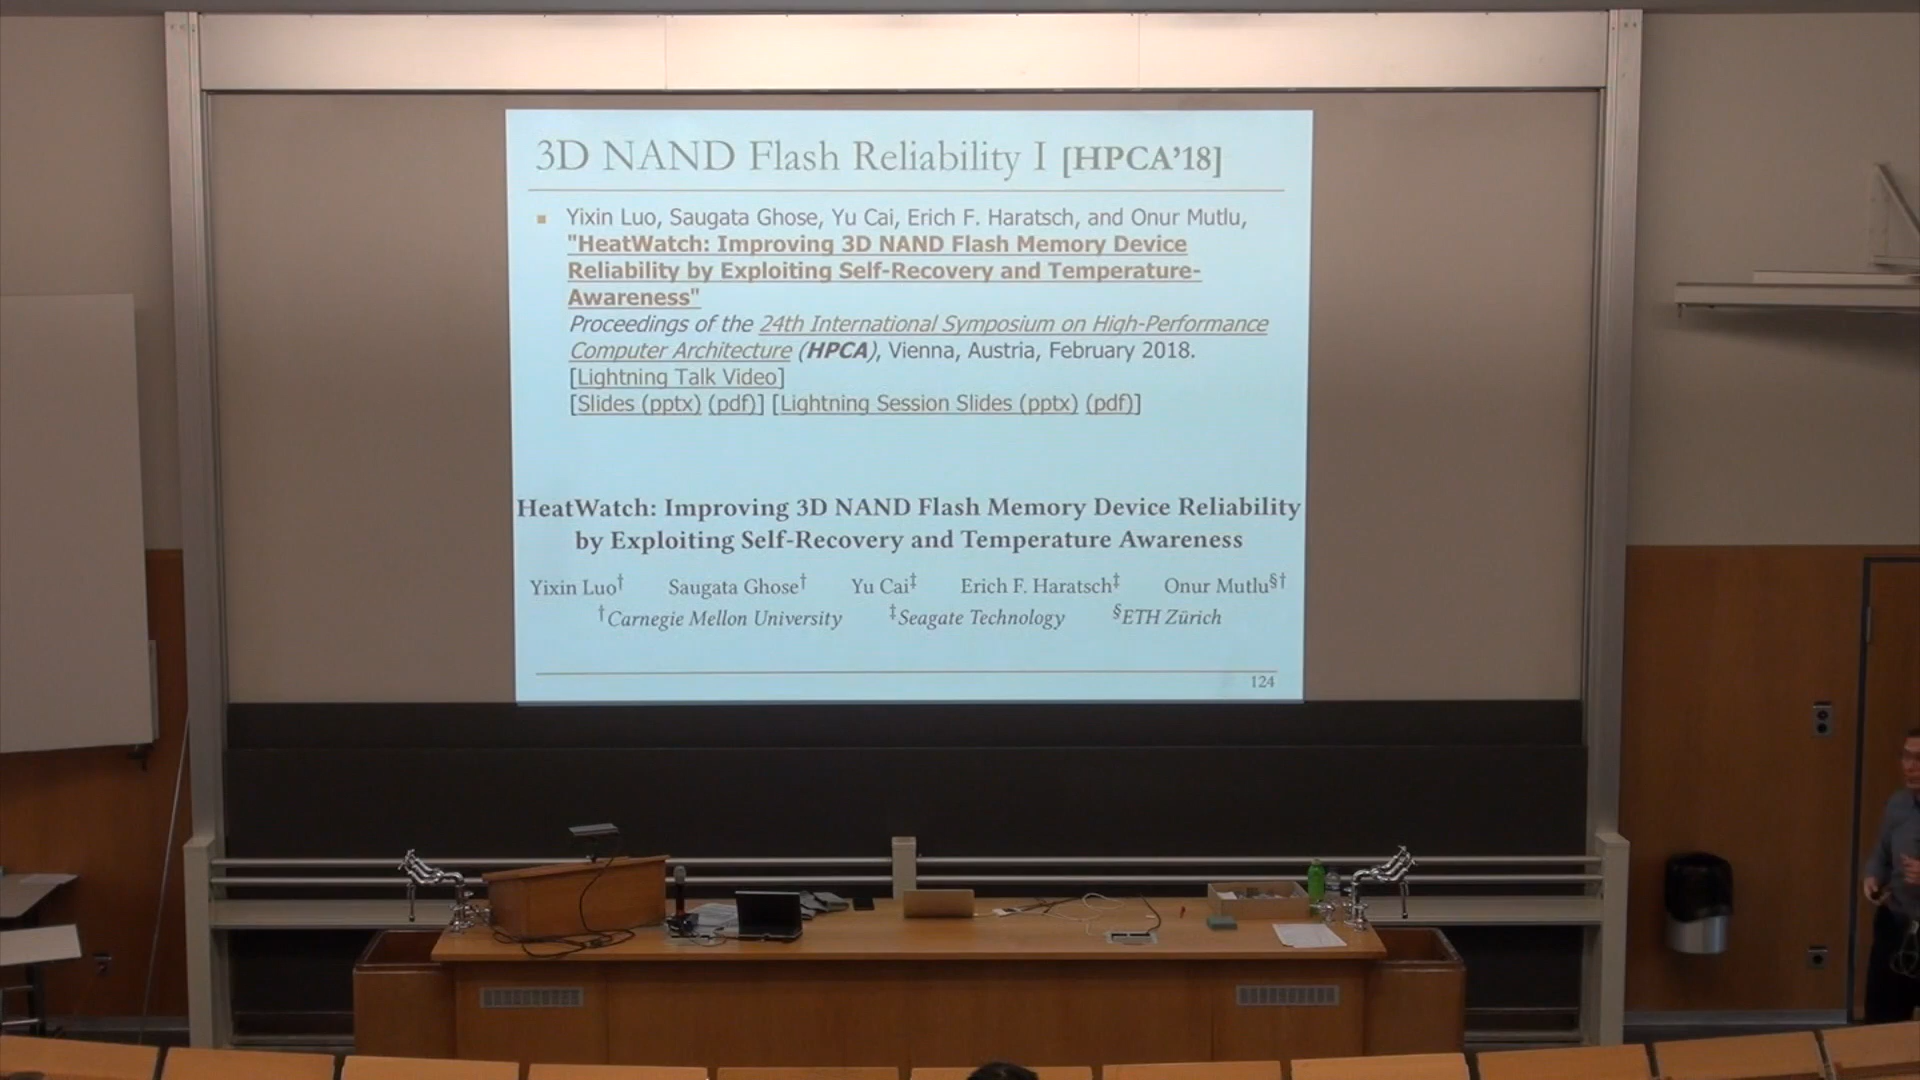 3D NAND Flash Reliability I [HPCA'18]
Yixin Luo, Saugata Ghose, Yu Cai, Erich F. Haratsch, and Onur Mutlu,
"HeatWatch: Improving 3D NAND Flash Memory Device
Reliability by Exploiting Self-Recovery and Temperature-
Awareness"
Proceedings of the 24th International Symposium on High-Performance
Computer Architecture (HPCA), Vienna, Austria, February 2018.
[Lightning Talk Video]
[Slides (pptx) (pdf)] [Lightning Session Slides (pptx) (pdf)]
HeatWatch: Improving 3D NAND Flash Memory Device Reliability
by Exploiting Self-Recovery and Temperature Awareness
Yixin Luo† Saugata Ghose† Yu Cai‡ Erich F. Haratsch‡ Onur Mutlu§†
†Carnegie Mellon University ‡Seagate Technology §ETH Zürich
124